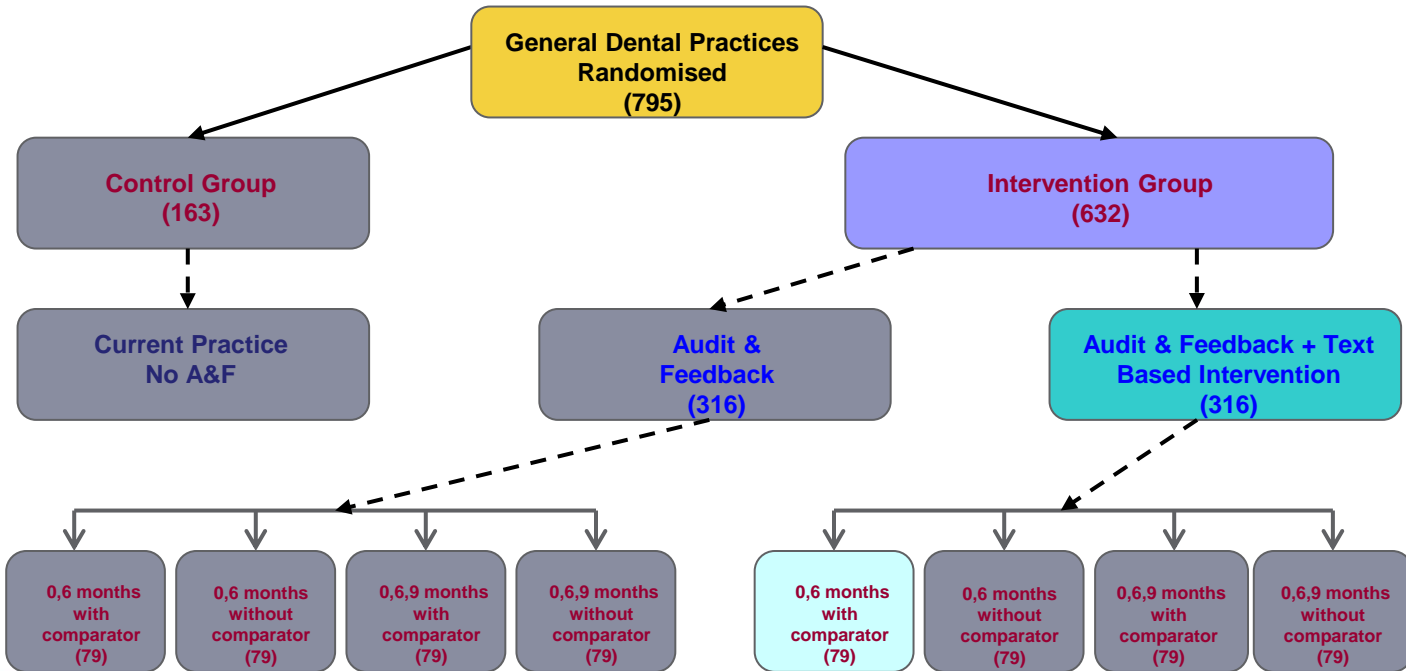 General Dental Practices
Randomised
(795)
Control Group
(163)
Intervention Group
(632)
Current Practice
No A&F
Audit &
Feedback
(316)
Audit & Feedback + Text
Based Intervention
(316)
0,6 months
with
comparator
(79)
0,6 months
without
comparator
(79)
0,6,9 months
with
comparator
(79)
0,6,9 months
without
comparator
(79)
0,6 months
with
comparator
(79)
0,6 months
without
comparator
(79)
0,6,9 months
with
comparator
(79)
0,6,9 months
without
comparator
(79)